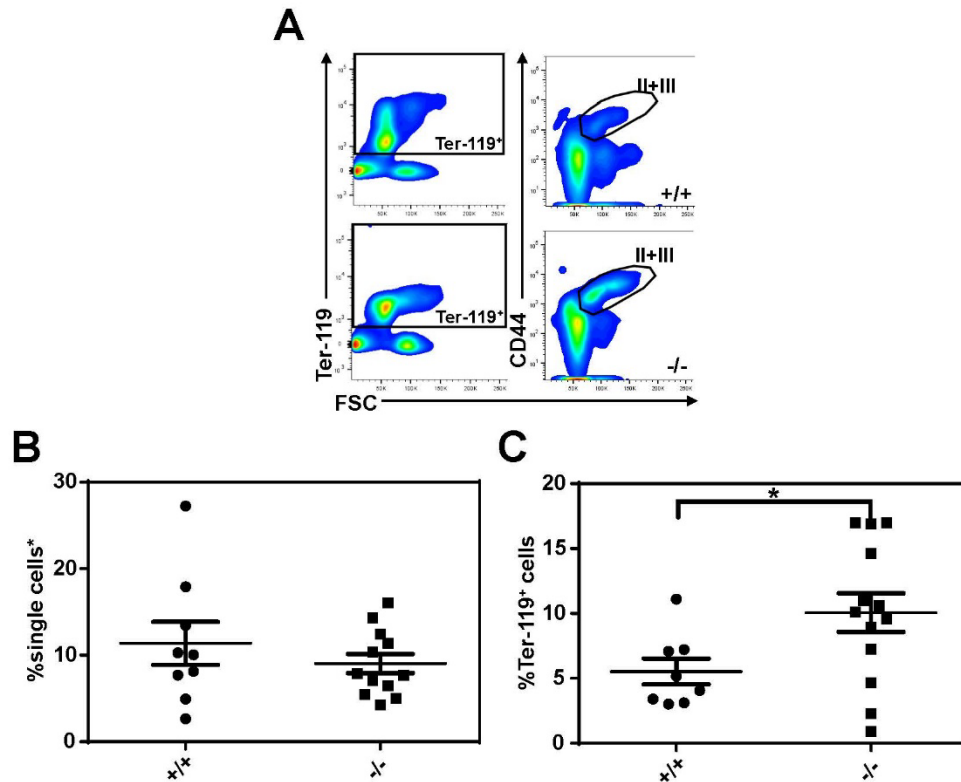 A
Ter-119
Ter-119⁺
II+III
+/+
Ter-119⁺
II+III
-/-
CD44
FSC
50K 100K 150K 200K 250K
B
%single cells*
30
20
10
0
+/+
-/-
C
%Ter-119⁺ cells
20
15
10
5
0
*
+/+
-/-